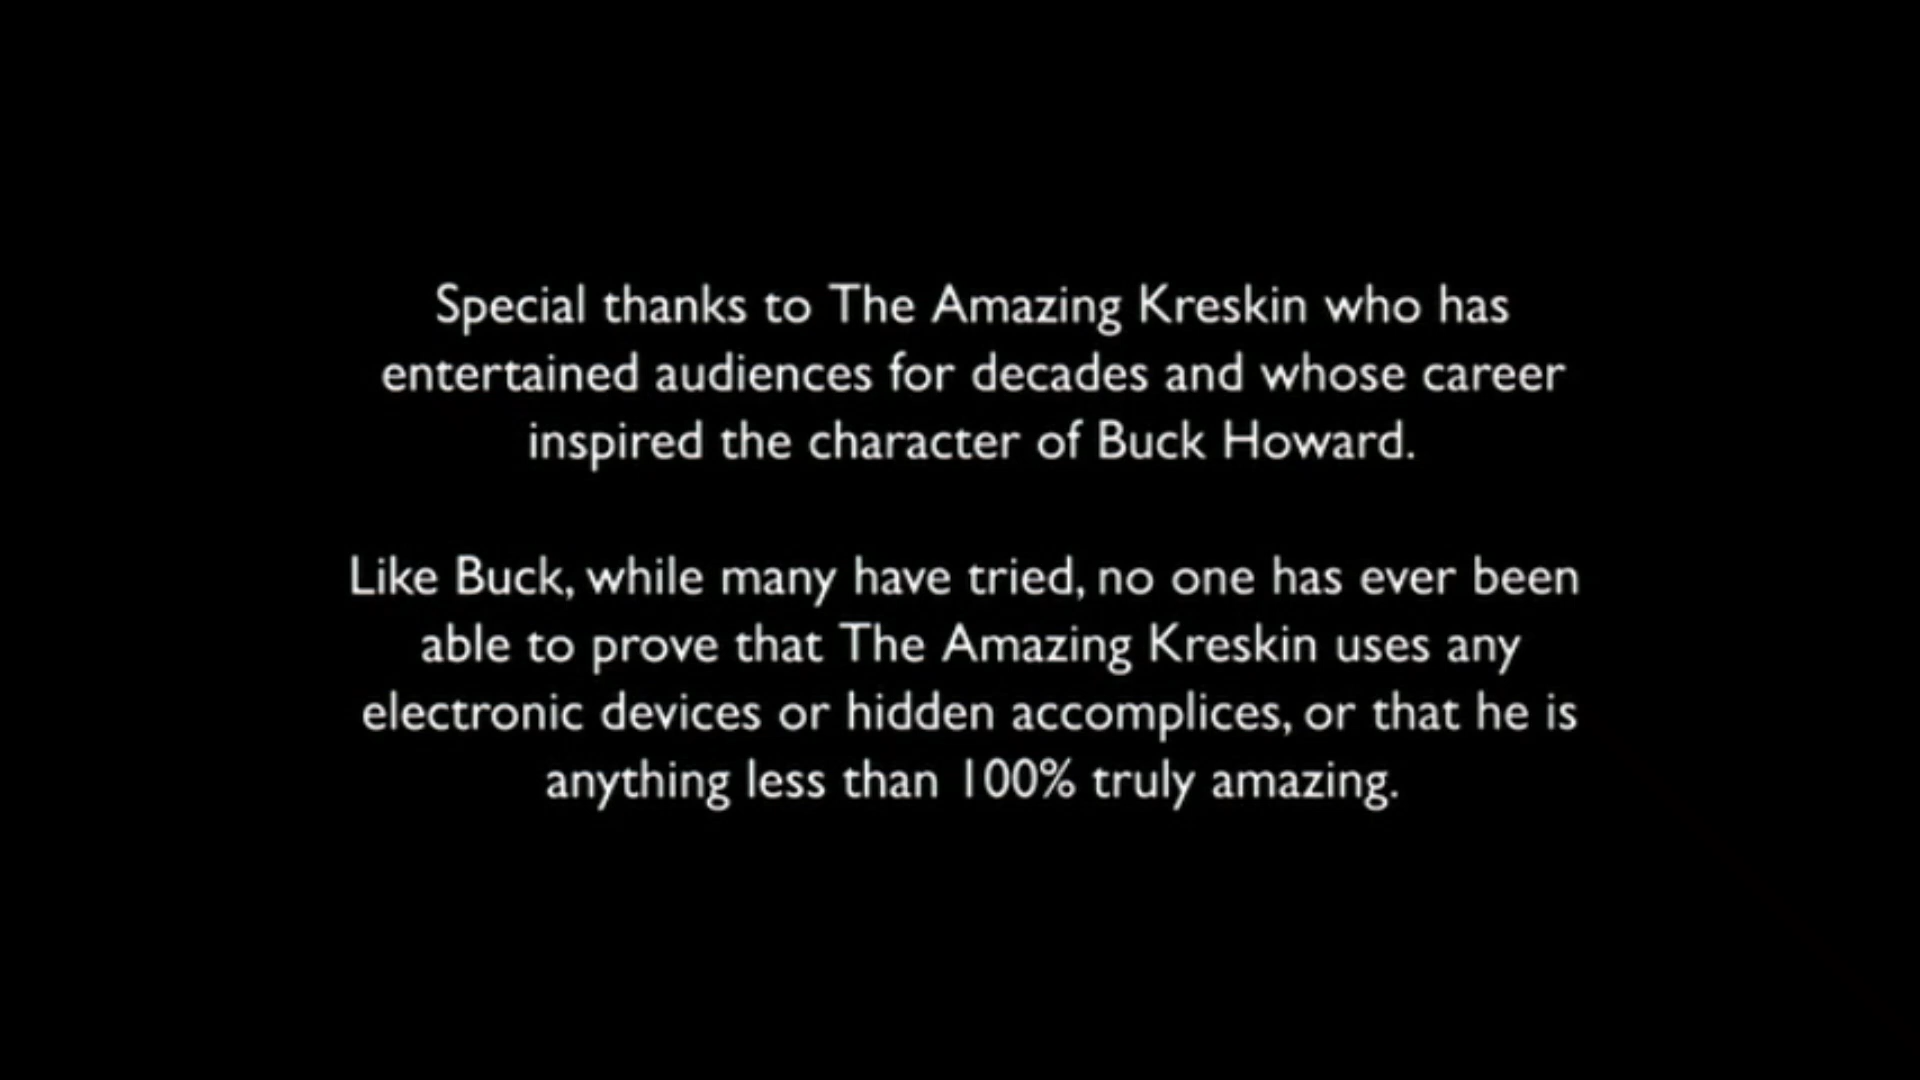 Special thanks to The Amazing Kreskin who has
entertained audiences for decades and whose career
inspired the character of Buck Howard.
Like Buck, while many have tried, no one has ever been
able to prove that The Amazing Kreskin uses any
electronic devices or hidden accomplices, or that he is
anything less than 100% truly amazing.